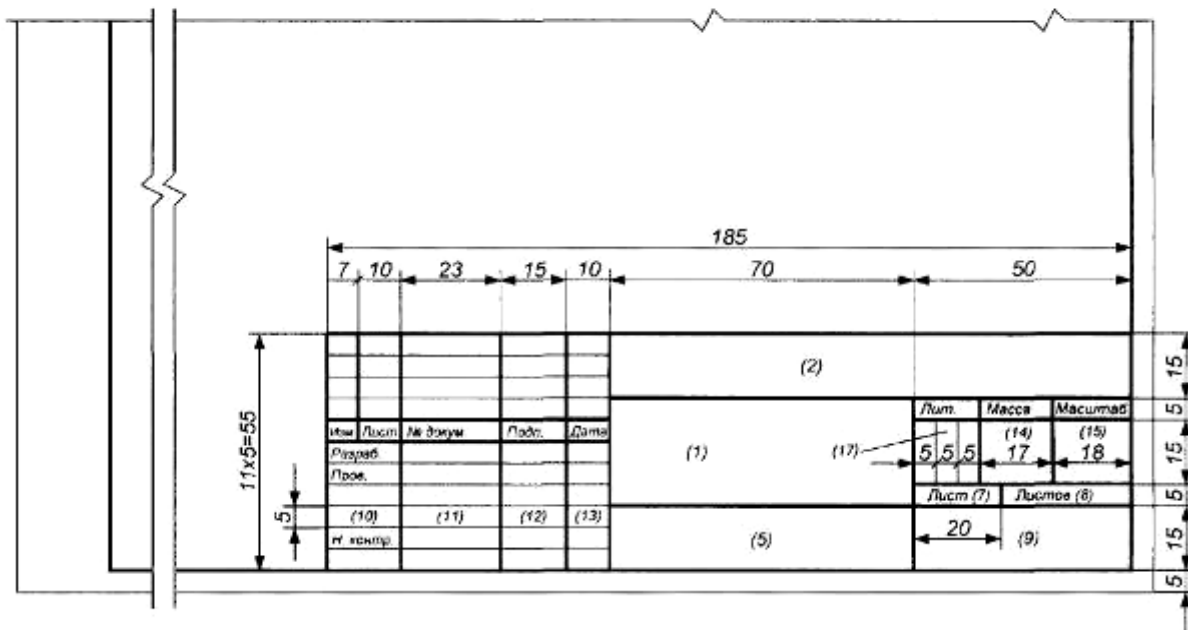 185
7 10 23 15 10 70 50
(2)
15
Лит. Масса Масштаб
5
Изм Лист № докум Подп. Дата
(14) (15)
11x5=55
Разраб.
(1) (17) 5 5 5 17 18
15
Пров.
Лист (7) Листов (8)
5
5
(10) (11) (12) (13)
20
Н. контр.
(5) (9)
15
5